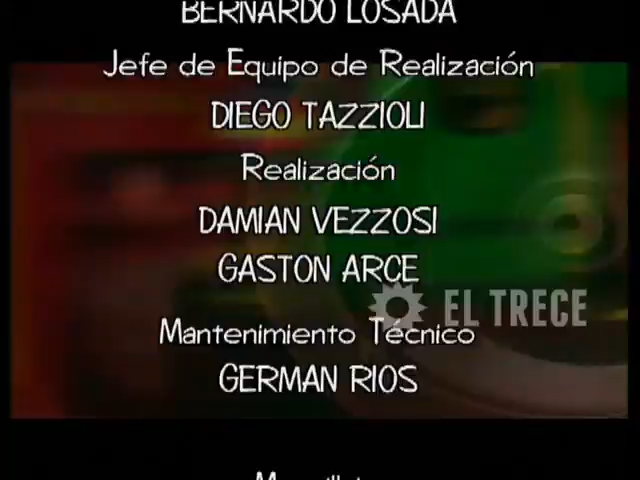 BERNARDO LOSADA
Jefe de Equipo de Realización
DIEGO TAZZIOLI
Realización
DAMIAN VEZZOSI
GASTON ARCE
EL TRECE
Mantenimiento Técnico
GERMAN RIOS